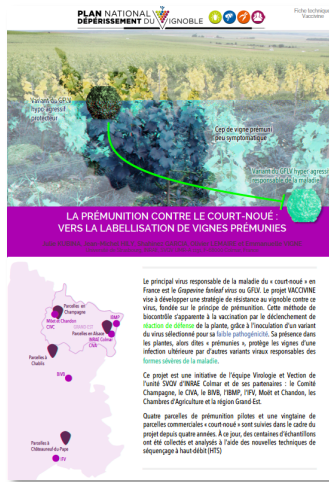 PLAN NATIONAL
DÉPÉRISSEMENT DU VIGNOBLE
Fiche technique
Vaccivine
Variant du GFLV
hypo agressif
protecteur
Cep de vigne prémuni
peu symptomatique
Variant du GFLV hyper agressif
responsable de la maladie
LA PRÉMUNITION CONTRE LE COURT-NOUÉ :
VERS LA LABELLISATION DE VIGNES PRÉMUNIES
Parcelles en
Champagne
Moët et Chandon
CIVC
GRAND EST
IBMP
Parcelles en Alsace
INRAE Colmar
CIVA
Parcelles à
Chablis
BIVB
Parcelles à
Châteauneuf du Pape
IFV
Le principal virus responsable de la maladie du « court-noué » en
France est le Grapevine fanleaf virus ou GFLV. Le projet VACCIVINE
vise à développer une stratégie de résistance au vignoble contre ce
virus, fondée sur le principe de prémunition. Cette méthode de
biocontrôle s'apparente à la vaccination par le déclenchement de
réaction de défense de la plante, grâce à l'inoculation d'un variant
du virus sélectionné pour sa faible pathogénicité. Sa présence dans
les plantes, alors dites « prémunies », protège les vignes d'une
infection ultérieure par d'autres variants viraux responsables des
formes sévères de la maladie.
Ce projet est une initiative de l'équipe Virologie et Vection de
l'unité SVQV d'INRAE Colmar et de ses partenaires : le Comité
Champagne, le CIVA, le BIVB, l'IBMP, l'IFV, Moët et Chandon, les
Chambres d'Agriculture et la région Grand-Est.
Quatre parcelles de prémunition pilotes et une vingtaine de
parcelles commerciales « court-noué » sont suivies dans le cadre du
projet depuis quatre années. À ce jour, des centaines d'échantillons
ont été collectés et analysés à l'aide des nouvelles techniques de
séquençage à haut débit (HTS)